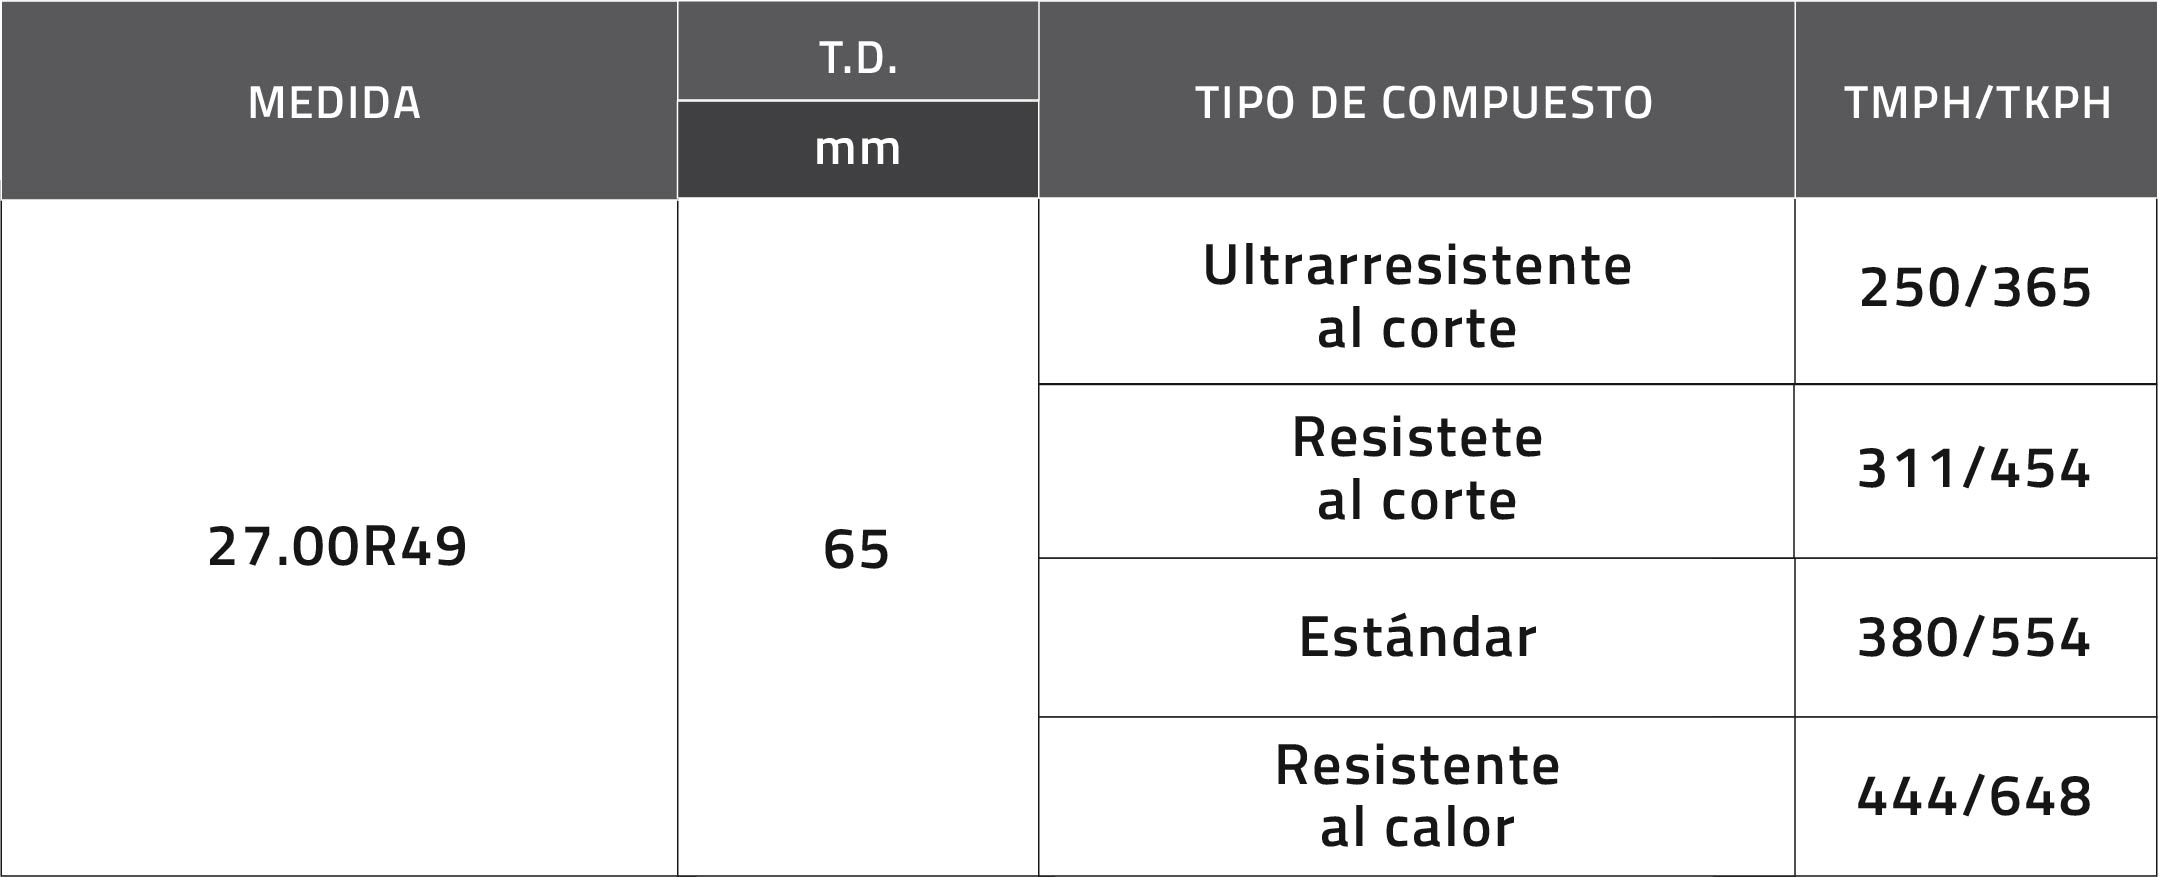 MEDIDA
T.D.
mm
TIPO DE COMPUESTO
TMPH/TKPH
27.00R49
65
Ultrarresistente
al corte
250/365
Resistete
al corte
311/454
Estándar
380/554
Resistente
al calor
444/648